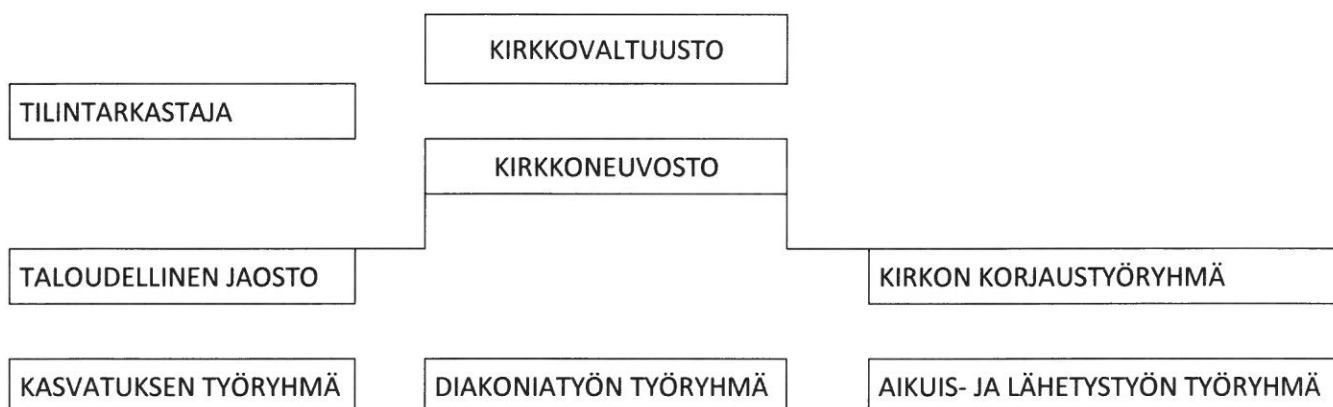 KIRKKOVALTUUSTO
TILINTARKASTAJA
KIRKKONEUVOSTO
TALOUDELLINEN JAOSTO
KIRKON KORJAUSTYÖRYHMÄ
KASVATUKSEN TYÖRYHMÄ
DIAKONIATYÖN TYÖRYHMÄ
AIKUIS- JA LÄHETYSTYÖN TYÖRYHMÄ